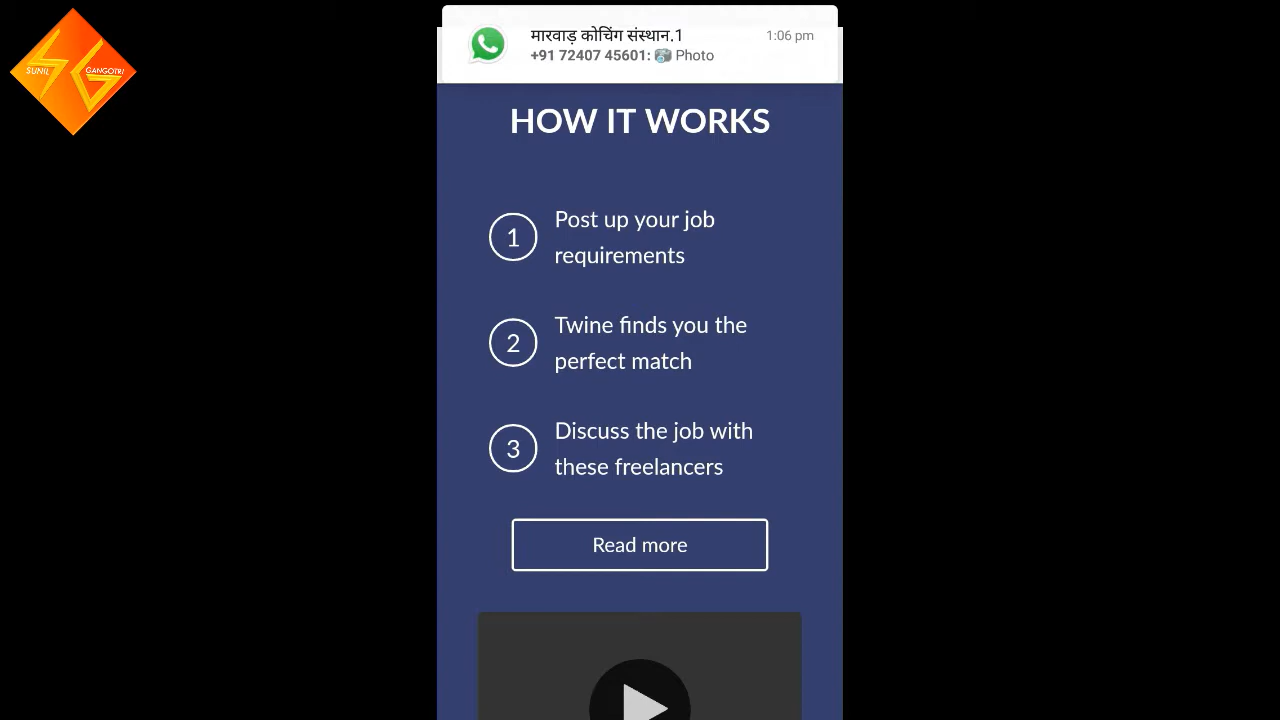 SUNIL
GANGOTRI
मारवाड़ कोचिंग संस्थान.1
1:06 pm
+91 72407 45601: 📷 Photo
HOW IT WORKS
1
Post up your job
requirements
2
Twine finds you the
perfect match
3
Discuss the job with
these freelancers
Read more